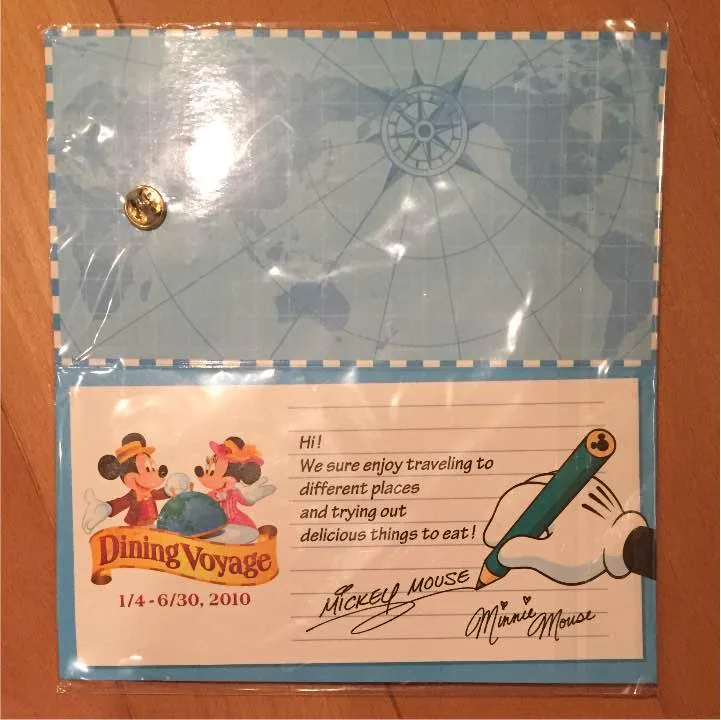 Dining Voyage
1/4-6/30, 2010
Hi!
We sure enjoy traveling to
different places
and trying out
delicious things to eat!
MICKEY MOUSE
Minnie Mouse